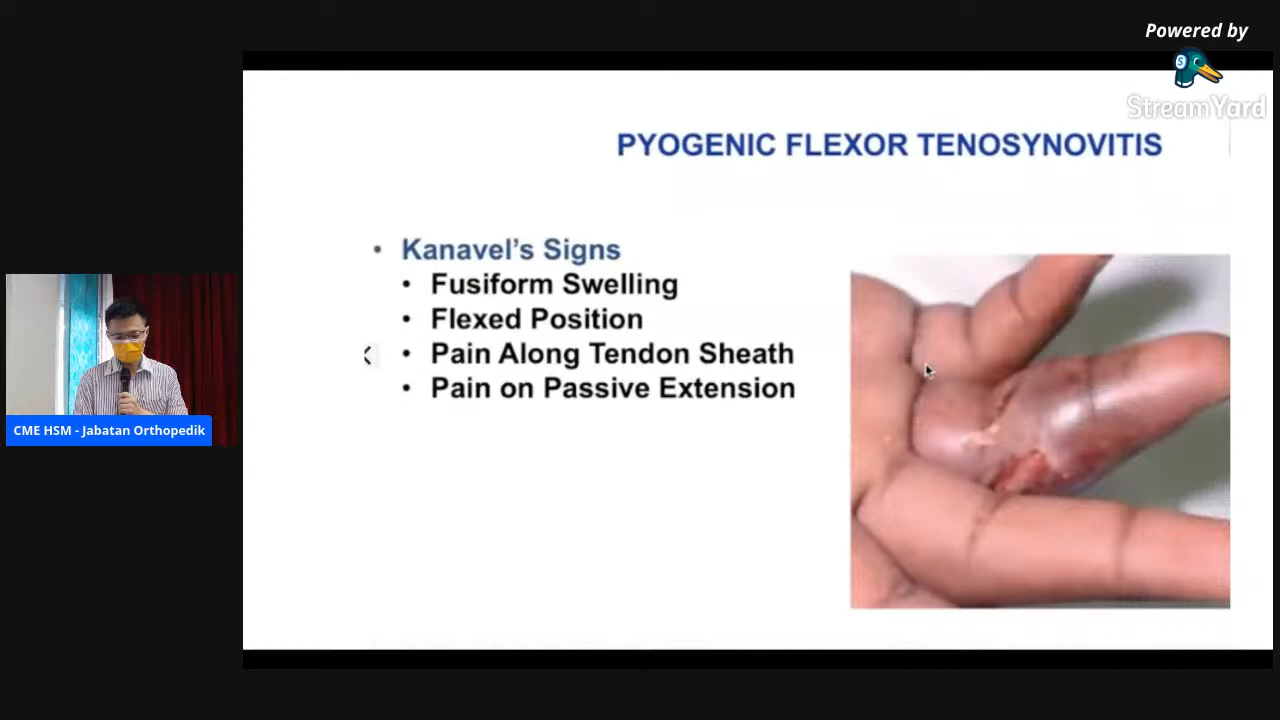 Powered by
StreamYard
PYOGENIC FLEXOR TENOSYNOVITIS
• Kanavel's Signs
• Fusiform Swelling
• Flexed Position
• Pain Along Tendon Sheath
• Pain on Passive Extension
CME HSM - Jabatan Orthopedik